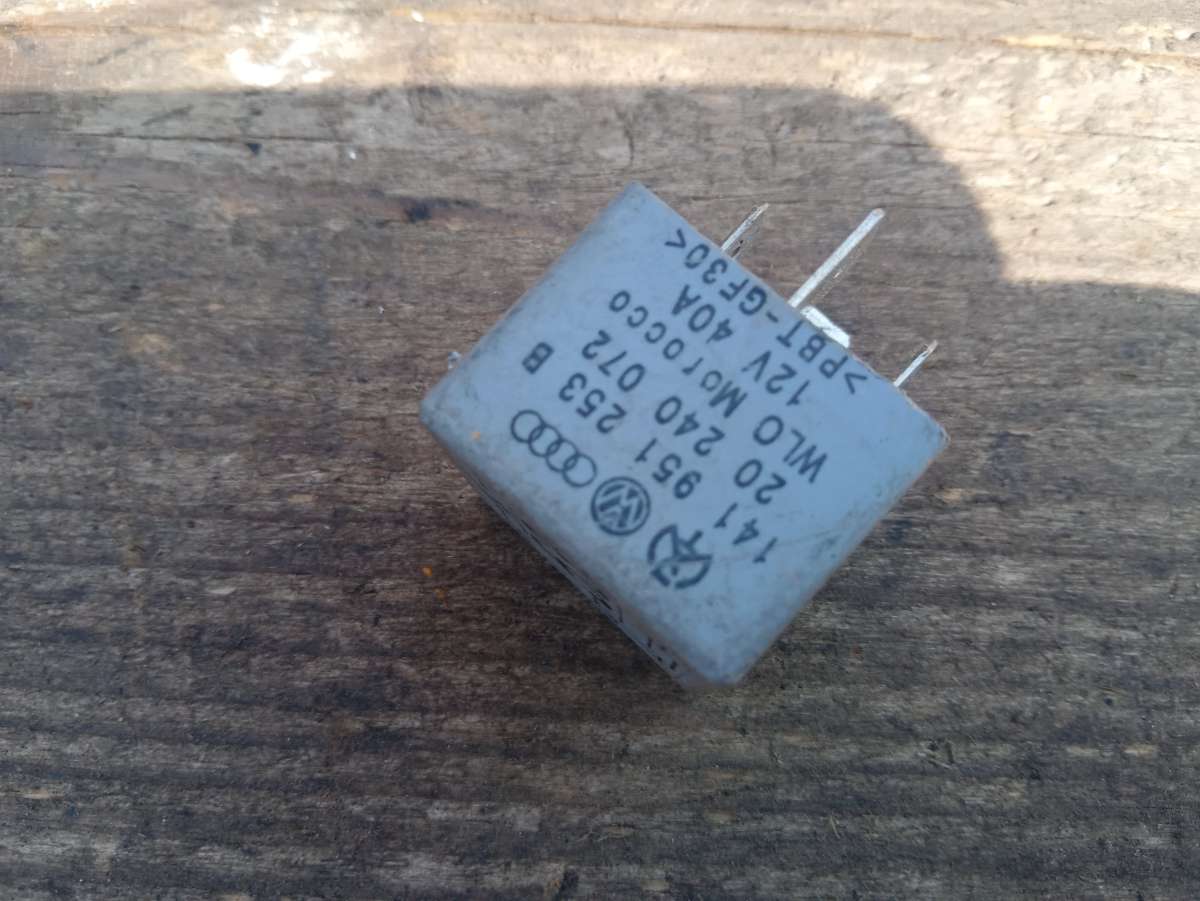 141 951 253 B
20 240 072
WLO Morocco
12V 40A
>PBT-GF30<